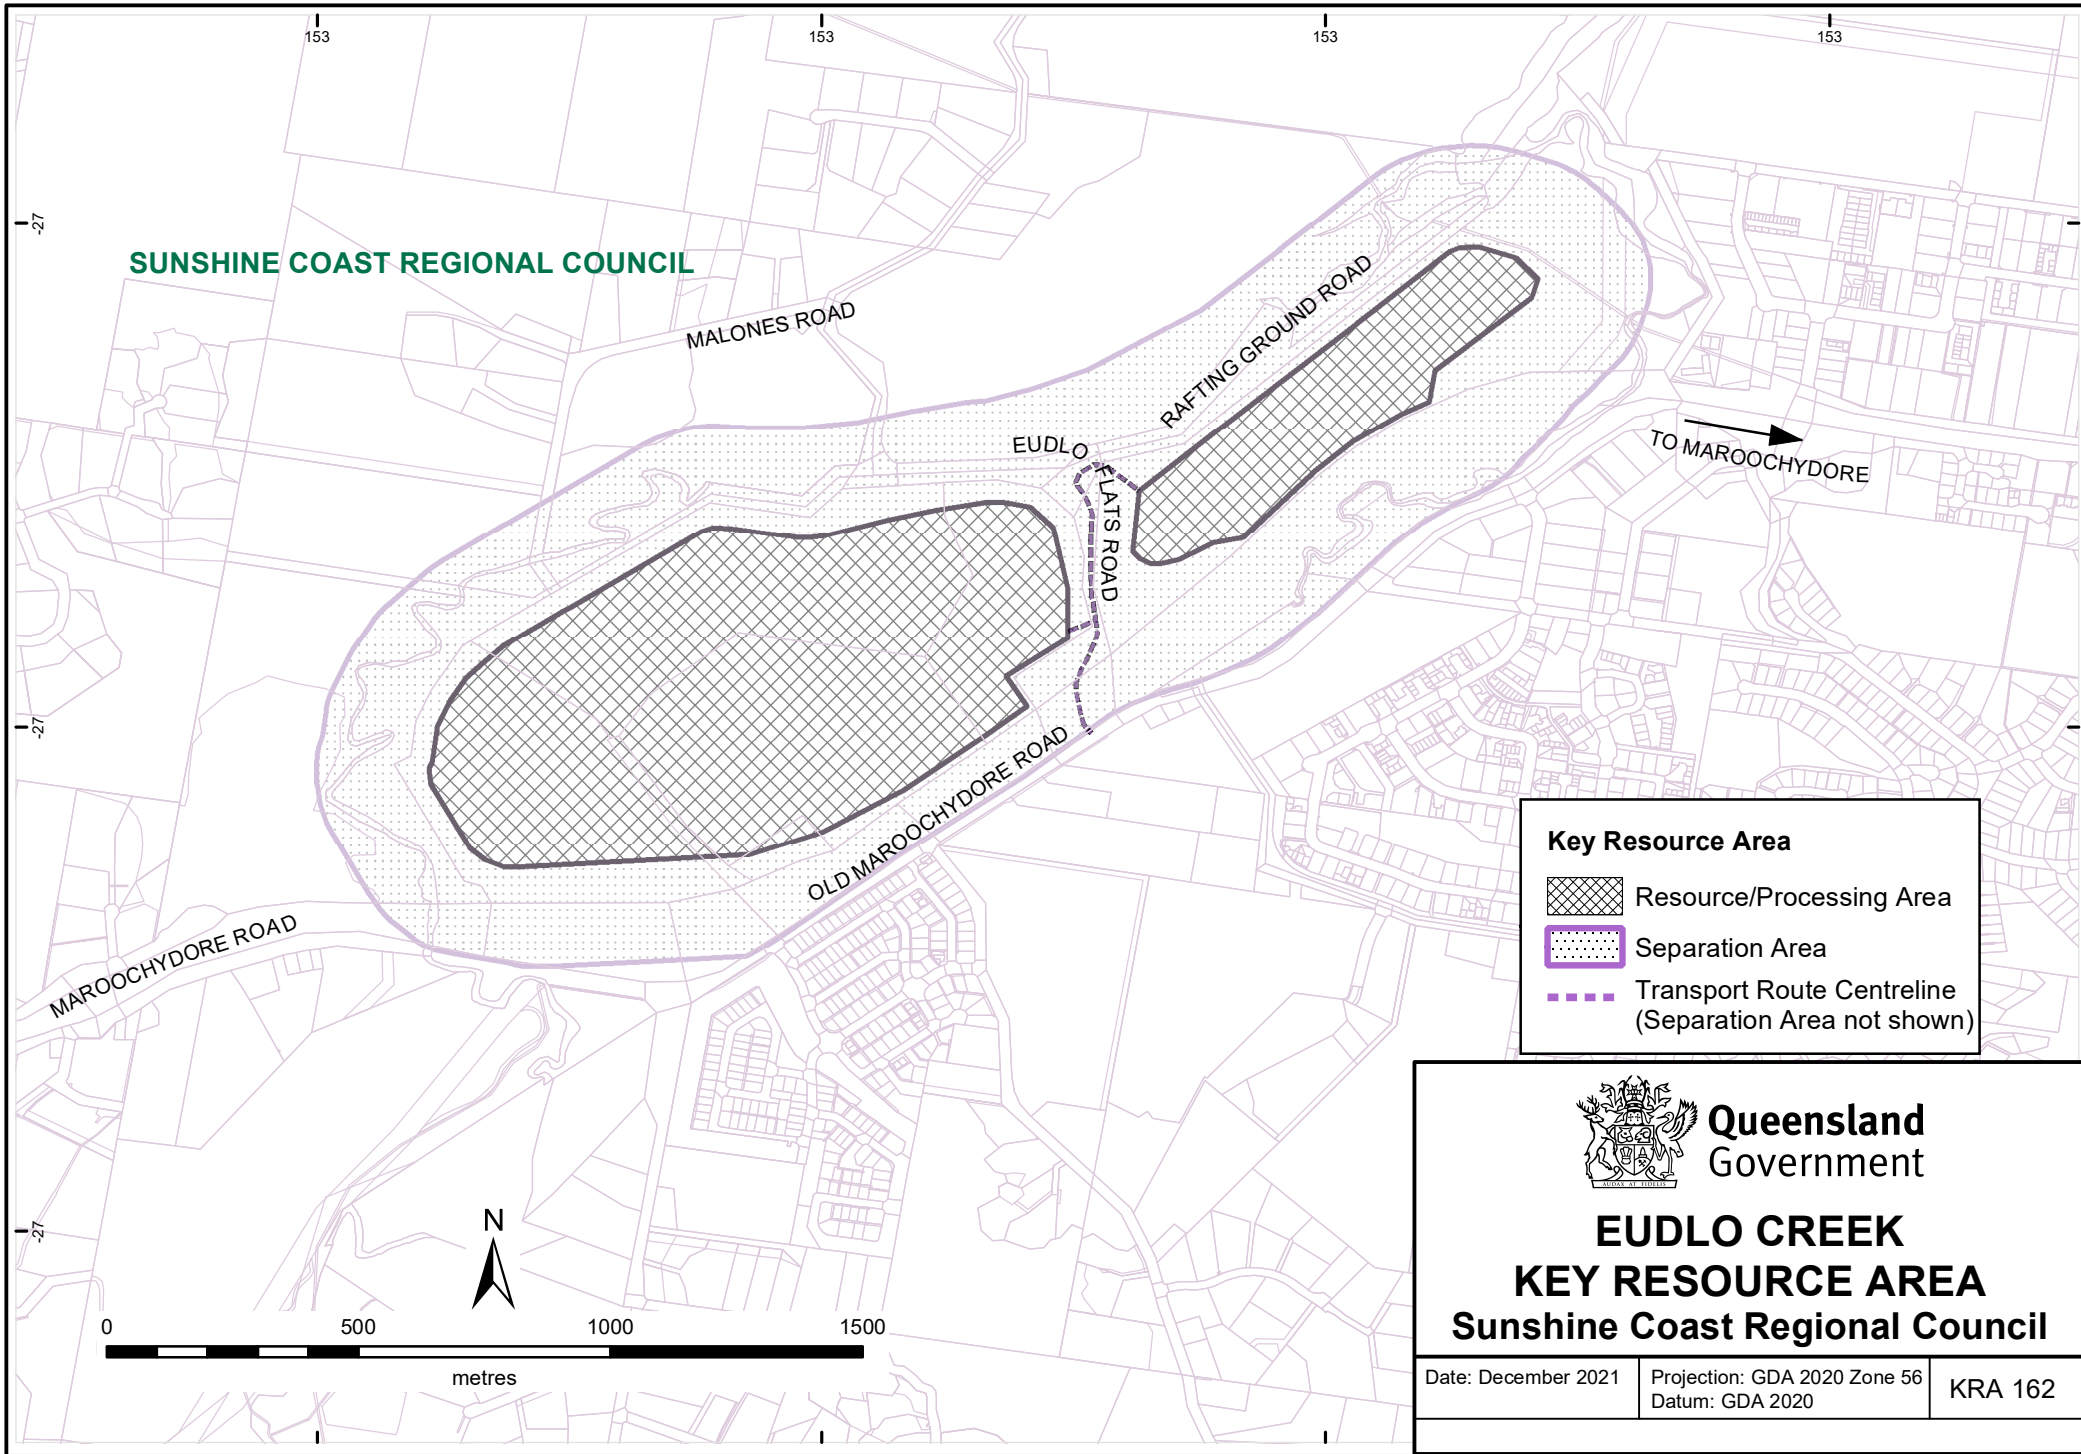 153
153
153
153
-27
SUNSHINE COAST REGIONAL COUNCIL
MALONES ROAD
RAFTING GROUND ROAD
EUDLO
FLATS ROAD
TO MAROOCHYDORE
-27
OLD MAROOCHYDORE ROAD
MAROOCHYDORE ROAD
-27
Key Resource Area
Resource/Processing Area
Separation Area
Transport Route Centreline
(Separation Area not shown)
N
0 500 1000 1500
metres
AUDAX AT FIDELIS
Queensland
Government
EUDLO CREEK
KEY RESOURCE AREA
Sunshine Coast Regional Council
Date: December 2021
Projection: GDA 2020 Zone 56
Datum: GDA 2020
KRA 162